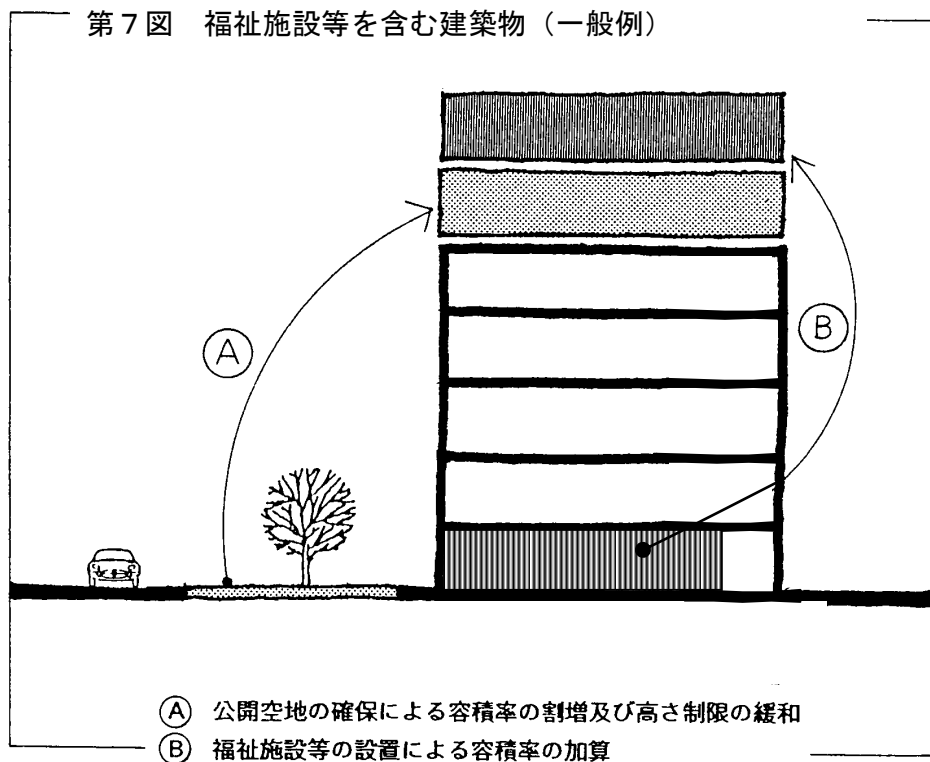 第7図 福祉施設等を含む建築物（一般例）
A
B
A 公開空地の確保による容積率の割増及び高さ制限の緩和
B 福祉施設等の設置による容積率の加算